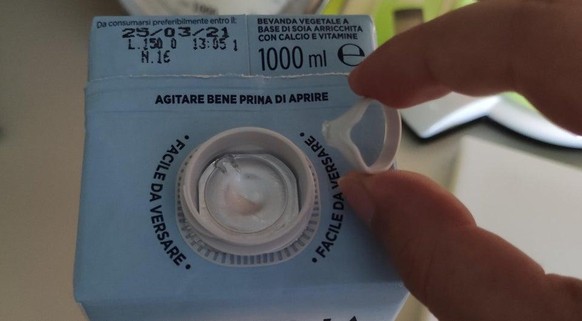 Da consumarsi preferibilmente entro il:
25/03/21
L.150 0 13:05 1
N.16
BEVANDA VEGETALE A
BASE DI SOIA ARRICCHITA
CON CALCIO E VITAMINE
1000 ml ℮
AGITARE BENE PRIMA DI APRIRE
• FACILE DA VERSARE •
• FACILE DA VERSARE •